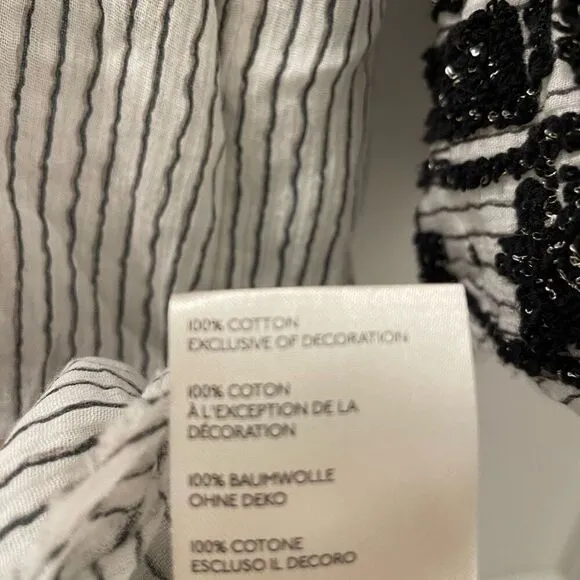 100% COTTON
EXCLUSIVE OF DECORATION
100% COTON
À L'EXCEPTION DE LA
DÉCORATION
100% BAUMWOLLE
OHNE DEKO
100% COTONE
ESCLUSO IL DECORO